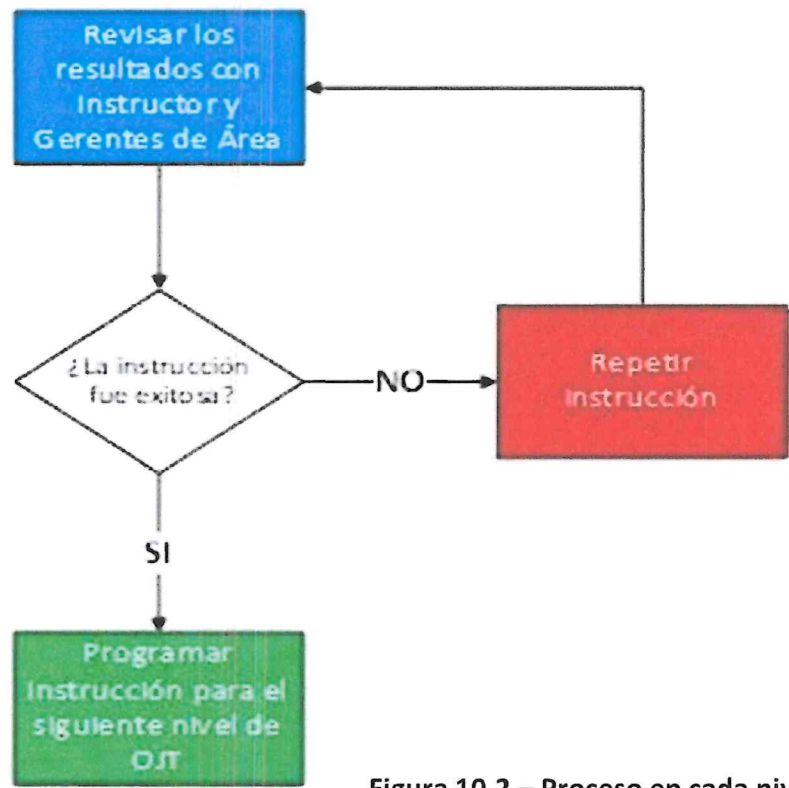 Revisar los
resultados con
Instructor y
Gerentes de Área
¿La instrucción
fue exitosa?
NO
Repetir
Instrucción
SI
Programar
Instrucción para el
siguiente nivel de
OJT
Figura 10-2 – Proceso en cada niv